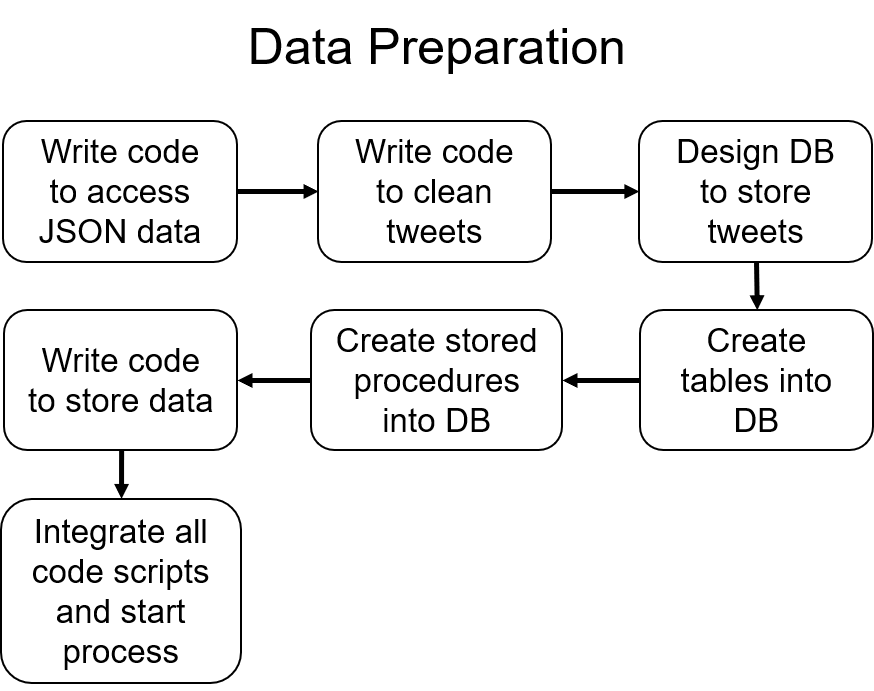 Data Preparation
Write code
to access
JSON data
Write code
to clean
tweets
Design DB
to store
tweets
Create
tables into
DB
Create stored
procedures
into DB
Write code
to store data
Integrate all
code scripts
and start
process